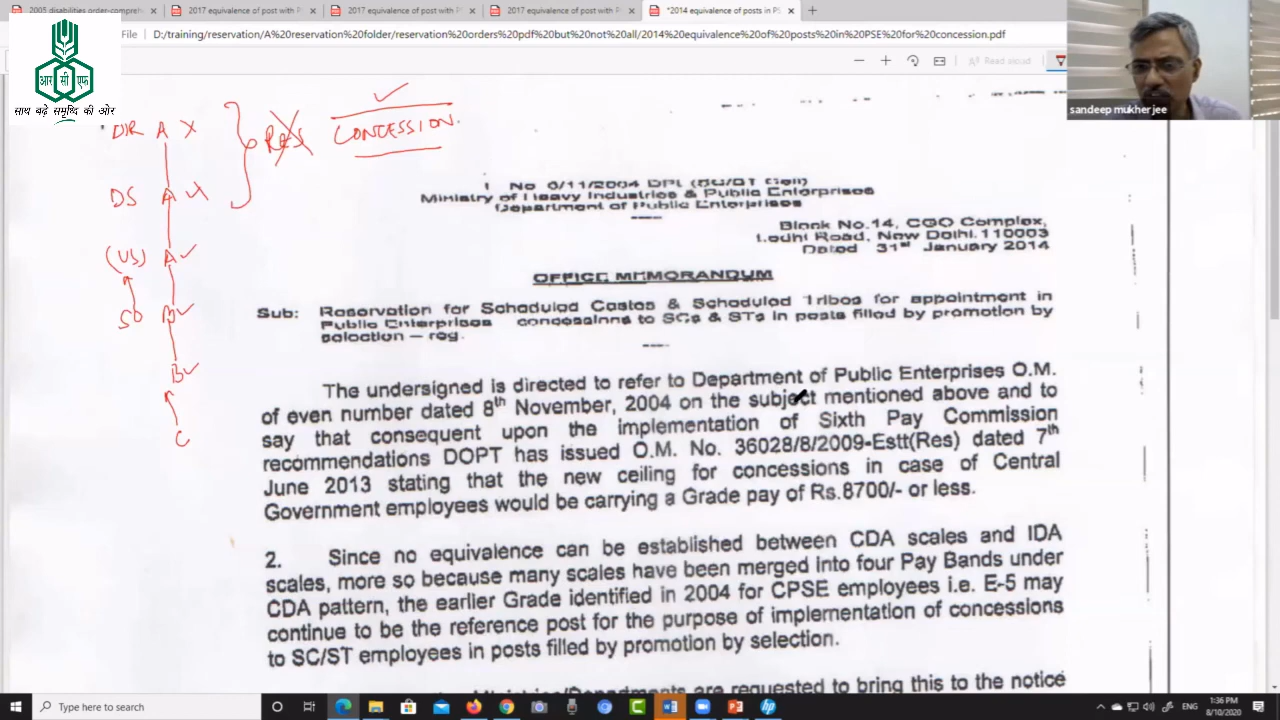 2005 disabilities order-compreh
2017 equivalence of post with P
2017 equivalence of post with P
2017 equivalence of post with P
*2014 equivalence of posts in PS
File
D:/training/reservation/A%20reservation%20folder/reservation%20orders%20pdf%20but%20not%20all/2014%20equivalence%20of%20posts%20in%20PSE%20for%20concession.pdf
Read aloud
आर सी एफ
साथ बढ़े समृद्धि की ओर
sandeep mukherjee
DIR A X
RES CONCESSION
DS A
(US) A ✓
SO B ✓
B ✓
C
Ministry of Heavy Industries & Public Enterprises
Department of Public Enterprises
Block No.14, CGO Complex,
Lodhi Road, New Delhi.110003
Dated 31st January 2014
OFFICE MEMORANDUM
Sub: Reservation for Scheduled Castes & Scheduled Tribes for appointment in
Public Enterprises concessions to SCs & STs in posts filled by promotion by
selection – reg.
The undersigned is directed to refer to Department of Public Enterprises O.M.
of even number dated 8th November, 2004 on the subject mentioned above and to
say that consequent upon the implementation of Sixth Pay Commission
recommendations DOPT has issued O.M. No. 36028/8/2009-Estt(Res) dated 7th
June 2013 stating that the new ceiling for concessions in case of Central
Government employees would be carrying a Grade pay of Rs.8700/- or less.
2. Since no equivalence can be established between CDA scales and IDA
scales, more so because many scales have been merged into four Pay Bands under
CDA pattern, the earlier Grade identified in 2004 for CPSE employees i.e. E-5 may
continue to be the reference post for the purpose of implementation of concessions
to SC/ST employees in posts filled by promotion by selection.
Ministries/Departments are requested to bring this to the notice
Type here to search
ENG
1:36 PM
8/10/2020